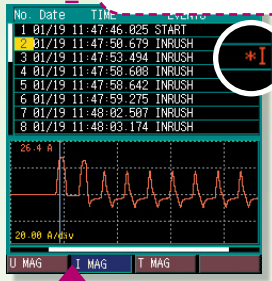 No. Date TIME EVENTS
1 01/19 11:47:46.025 START
2 01/19 11:47:50.679 INRUSH
3 01/19 11:47:53.494 INRUSH
4 01/19 11:47:58.608 INRUSH
5 01/19 11:47:58.642 INRUSH
6 01/19 11:47:59.275 INRUSH
7 01/19 11:48:02.507 INRUSH
8 01/19 11:48:03.174 INRUSH
*I
26.4 A
20.00 A/div
U MAG I MAG T MAG